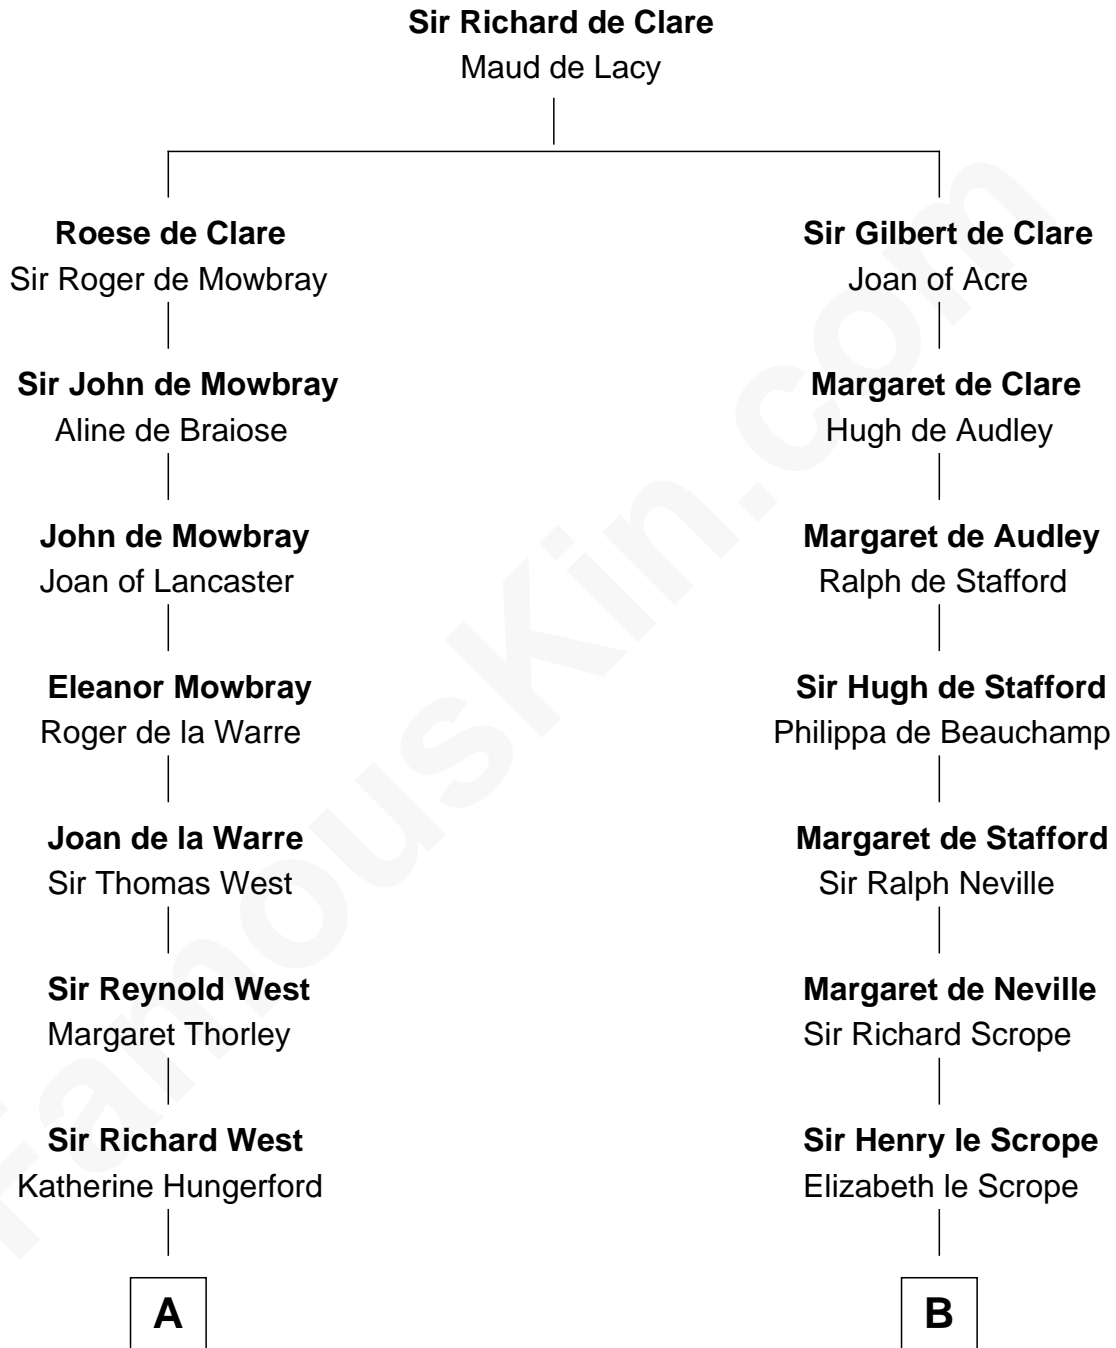 Sir Richard de Clare
Maud de Lacy
Roese de Clare
Sir Roger de Mowbray
Sir Gilbert de Clare
Joan of Acre
Sir John de Mowbray
Aline de Braiose
Margaret de Clare
Hugh de Audley
John de Mowbray
Joan of Lancaster
Margaret de Audley
Ralph de Stafford
Eleanor Mowbray
Roger de la Warre
Sir Hugh de Stafford
Philippa de Beauchamp
Joan de la Warre
Sir Thomas West
Margaret de Stafford
Sir Ralph Neville
Sir Reynold West
Margaret Thorley
Margaret de Neville
Sir Richard Scrope
Sir Richard West
Katherine Hungerford
Sir Henry le Scrope
Elizabeth le Scrope
A
B
FamousKin.com